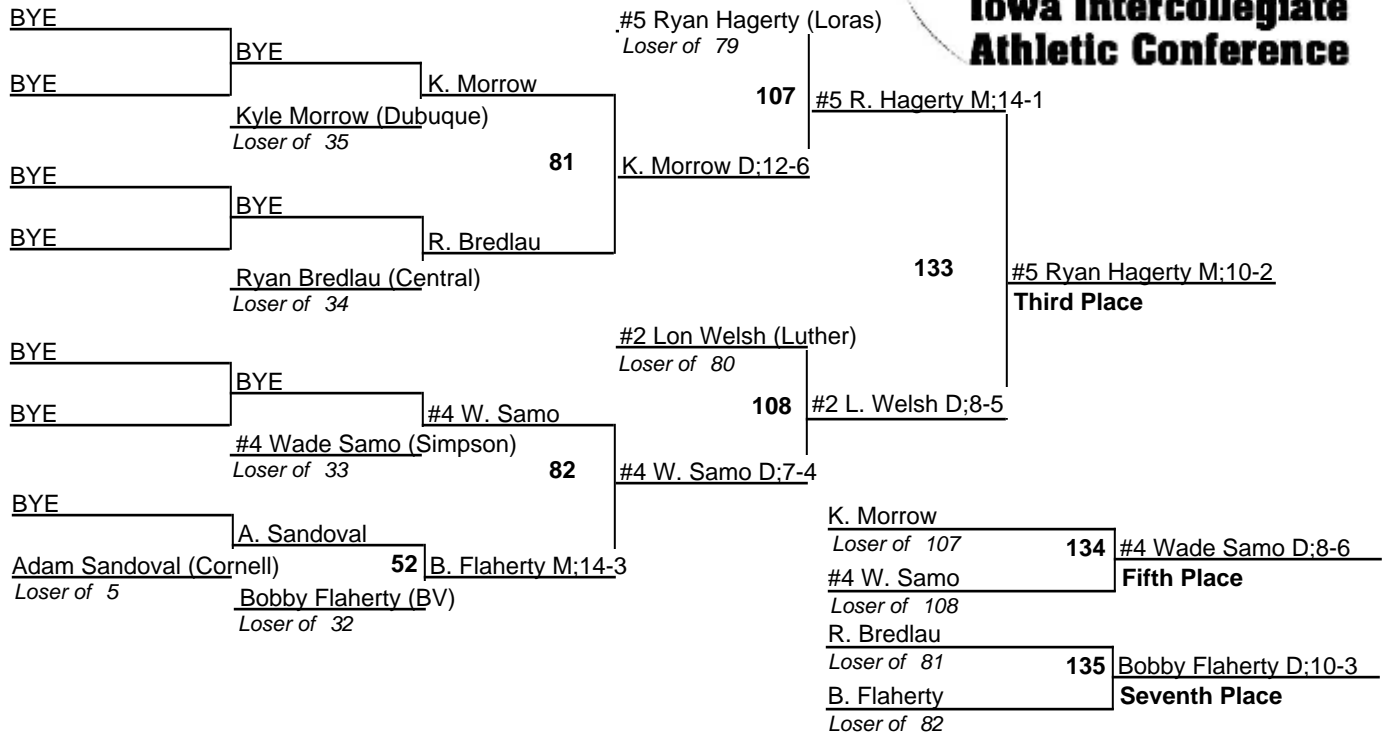 Iowa Intercollegiate
Athletic Conference
BYE
BYE
BYE
Kyle Morrow (Dubuque)
Loser of 35
K. Morrow
BYE
BYE
BYE
Ryan Bredlau (Central)
Loser of 34
R. Bredlau
81
K. Morrow D;12-6
#5 Ryan Hagerty (Loras)
Loser of 79
107
#5 R. Hagerty M;14-1
BYE
BYE
BYE
#4 Wade Samo (Simpson)
Loser of 33
#4 W. Samo
BYE
Adam Sandoval (Cornell)
Loser of 5
A. Sandoval
Bobby Flaherty (BV)
Loser of 32
52
B. Flaherty M;14-3
82
#4 W. Samo D;7-4
#2 Lon Welsh (Luther)
Loser of 80
108
#2 L. Welsh D;8-5
133
#5 Ryan Hagerty M;10-2
Third Place
K. Morrow
Loser of 107
#4 W. Samo
Loser of 108
134
#4 Wade Samo D;8-6
Fifth Place
R. Bredlau
Loser of 81
B. Flaherty
Loser of 82
135
Bobby Flaherty D;10-3
Seventh Place